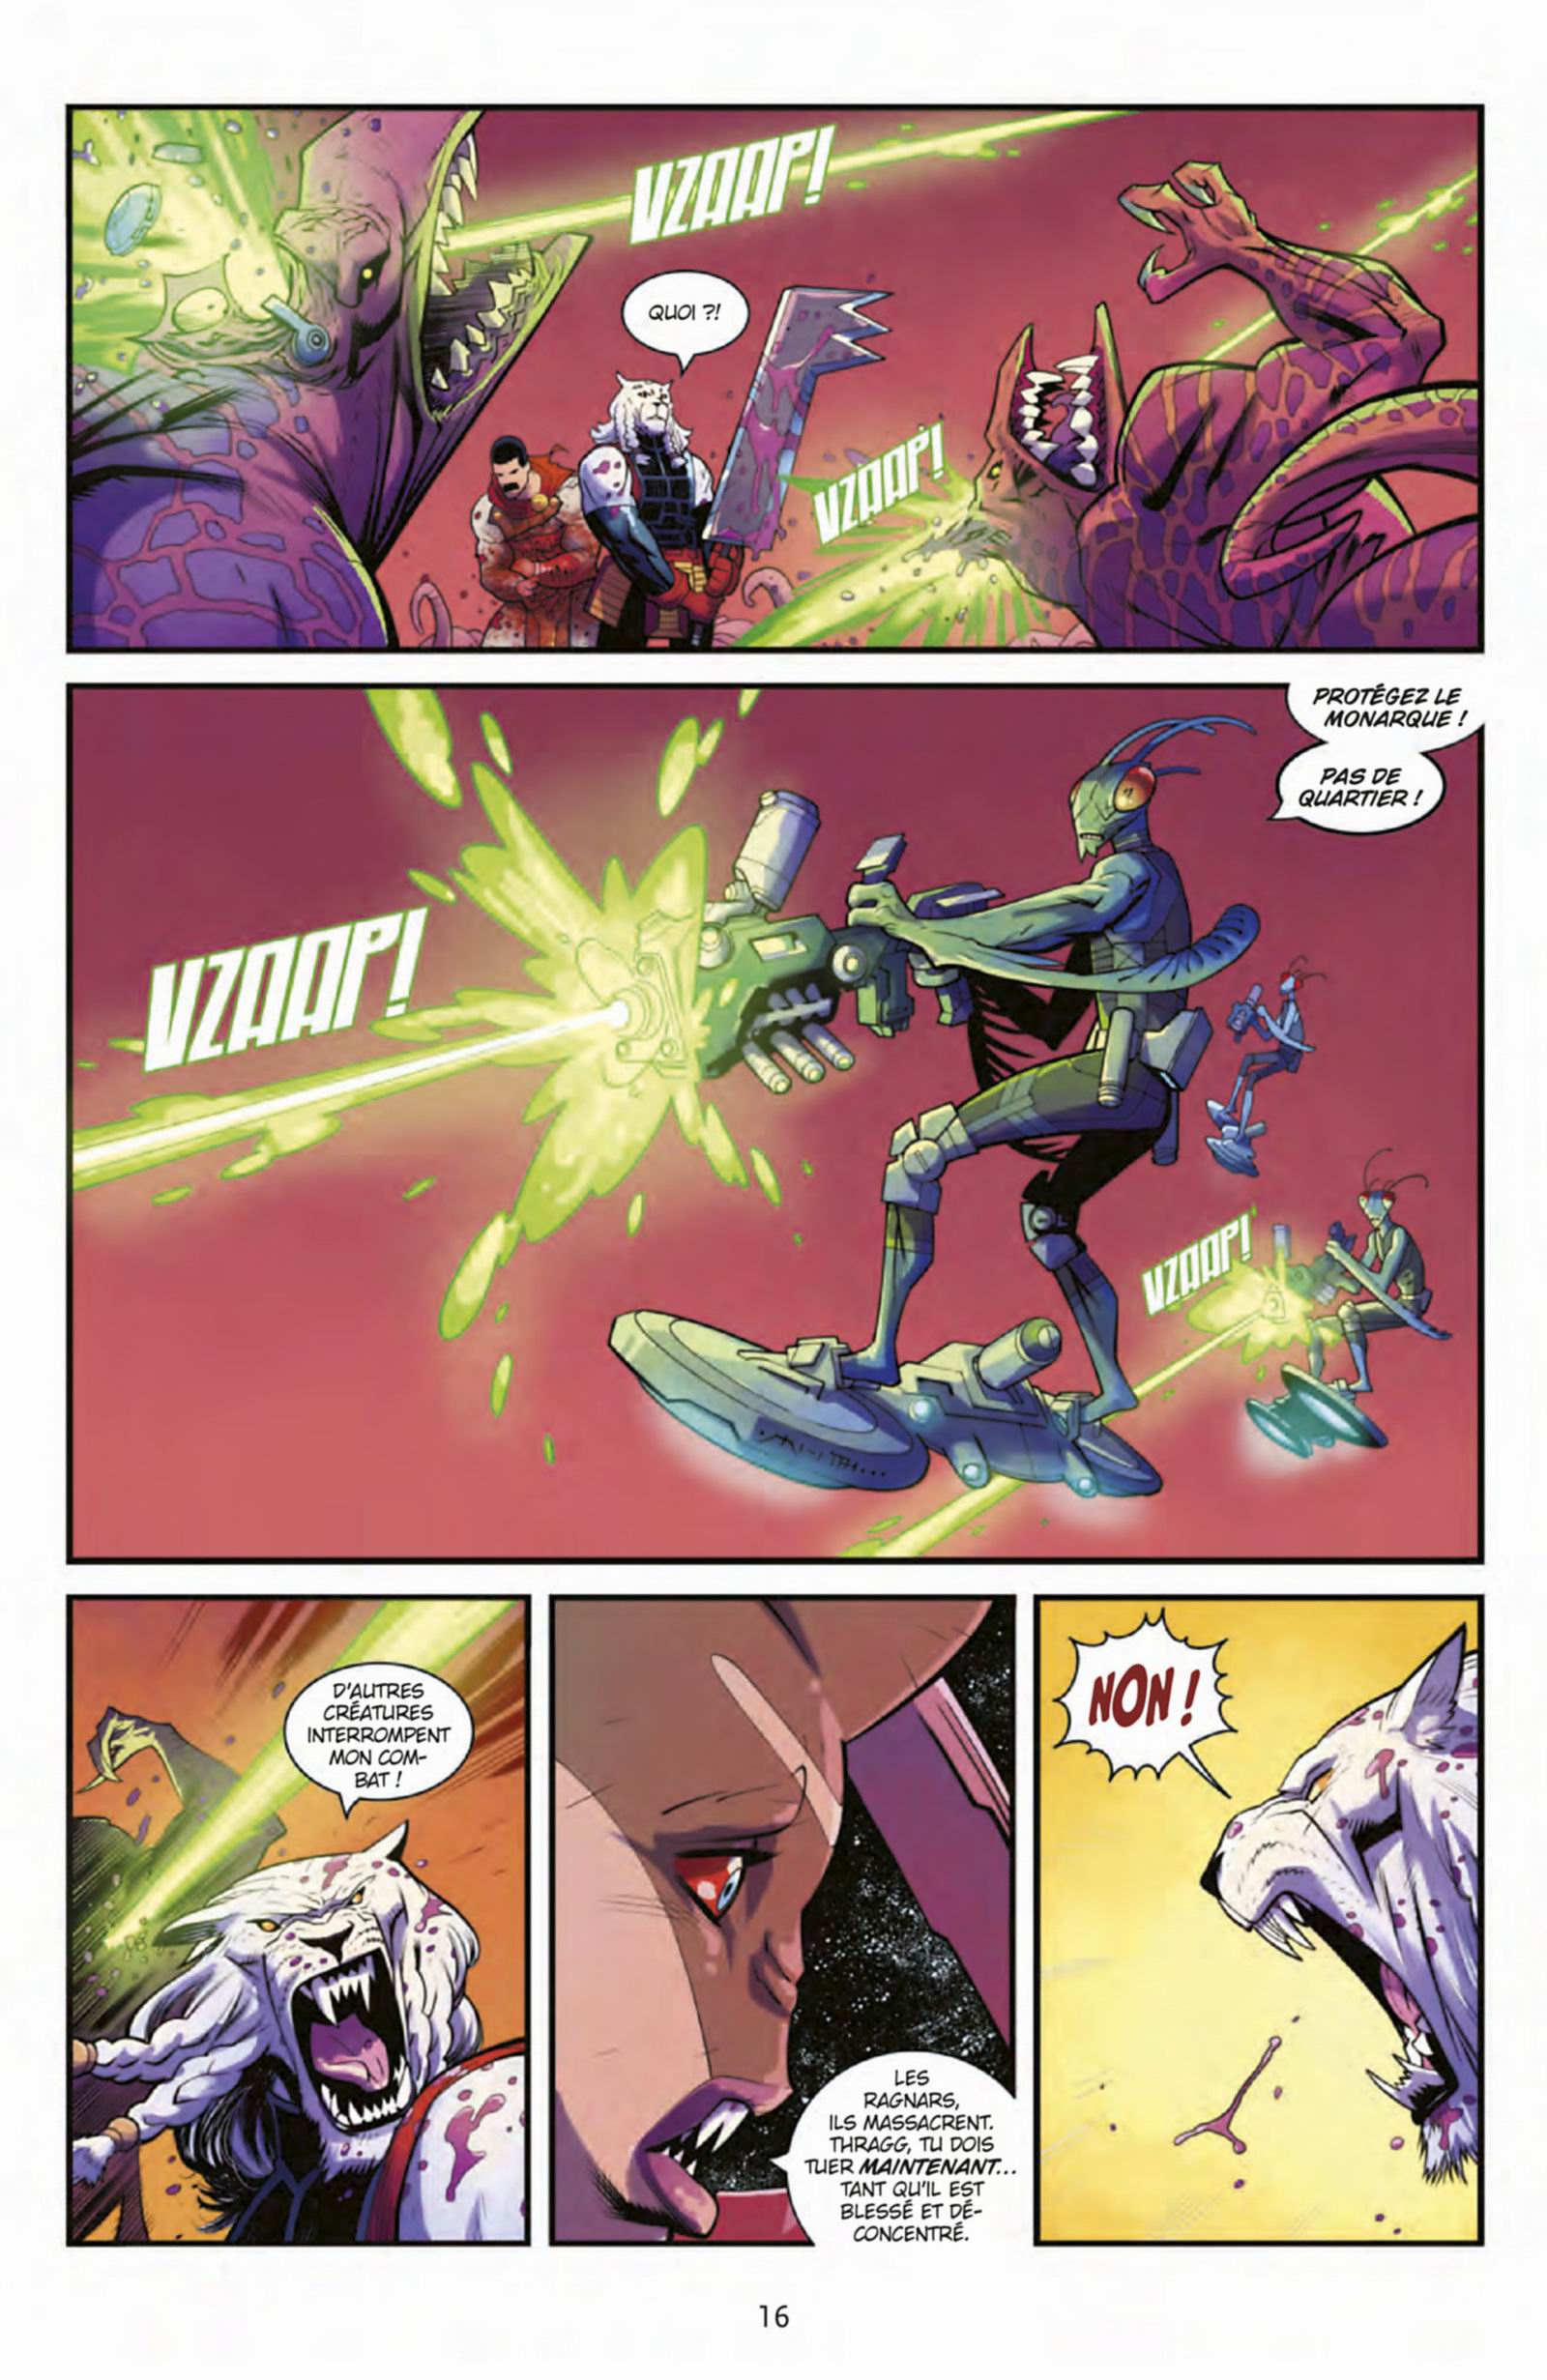 VZAAP!
QUOI ?!
VZAAP!
PROTÉGEZ LE
MONARQUE !
PAS DE
QUARTIER !
VZAAP!
VZAAP!
D'AUTRES
CRÉATURES
INTERROMPENT
MON COM-
BAT !
LES
RAGNARS,
ILS MASSACRENT.
THRAGG, TU DOIS
TUER MAINTENANT...
TANT QU'IL EST
BLESSÉ ET DÉ-
CONCENTRÉ.
NON !
16